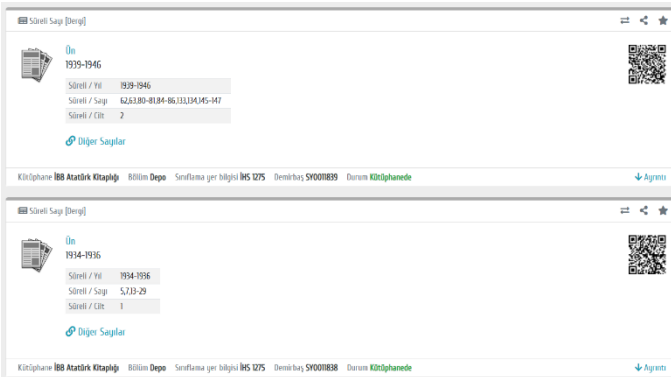 Süreli Sayı [Dergi]
Ün
1939-1946
Süreli / Yıl 1939-1946
Süreli / Sayı 62,63,80-81,84-86,133,134,145-147
Süreli / Cilt 2
Diğer Sayılar
Kütüphane İBB Atatürk Kitaplığı Bölüm Depo Sınıflama yer bilgisi İHS 1275 Demirbaş SY0011839 Durum Kütüphanede Ayrıntı
Süreli Sayı [Dergi]
Ün
1934-1936
Süreli / Yıl 1934-1936
Süreli / Sayı 5,7,13-29
Süreli / Cilt 1
Diğer Sayılar
Kütüphane İBB Atatürk Kitaplığı Bölüm Depo Sınıflama yer bilgisi İHS 1275 Demirbaş SY0011838 Durum Kütüphanede Ayrıntı